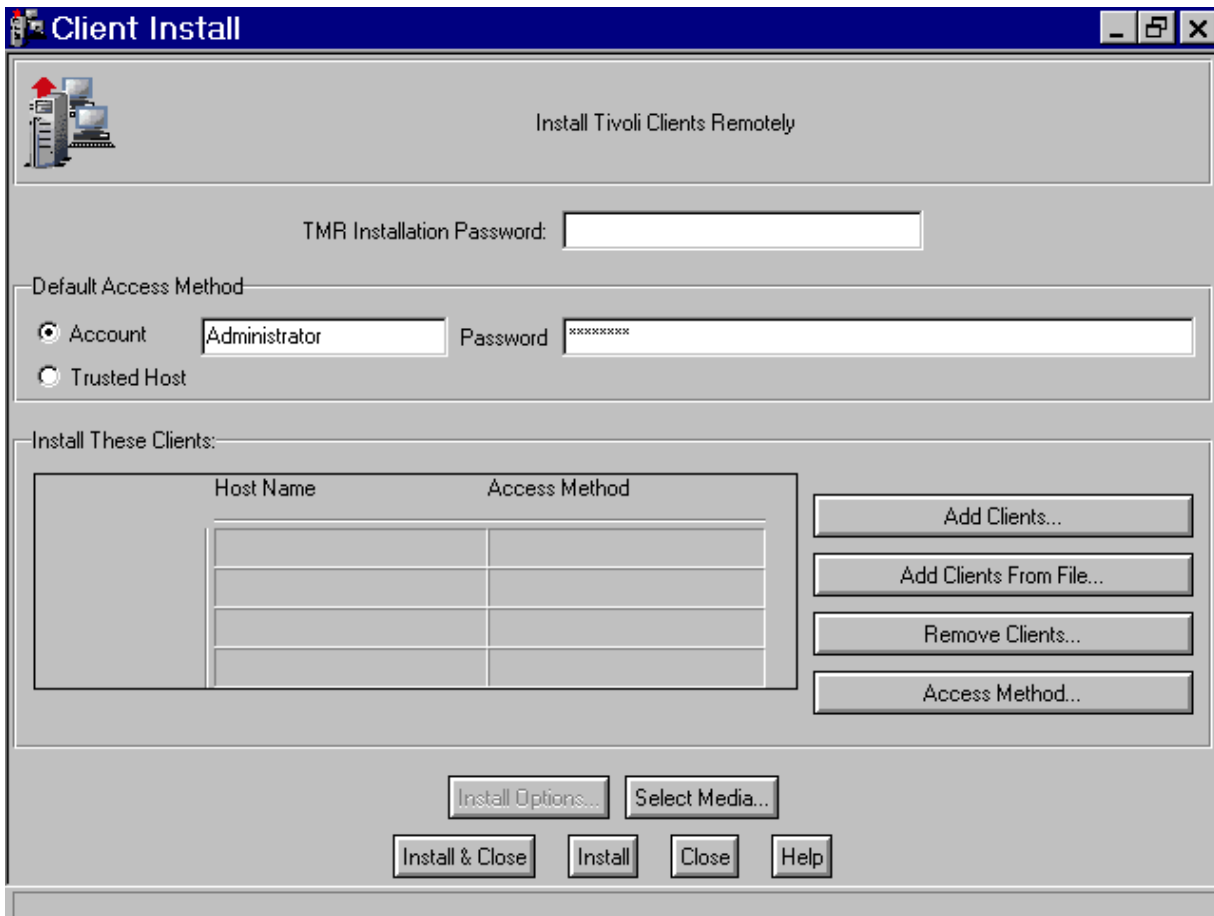 Client Install
Install Tivoli Clients Remotely
TMR Installation Password:
Default Access Method
Account Administrator Password ********
Trusted Host
Install These Clients:
Host Name Access Method
Add Clients...
Add Clients From File...
Remove Clients...
Access Method...
Install Options... Select Media...
Install & Close Install Close Help